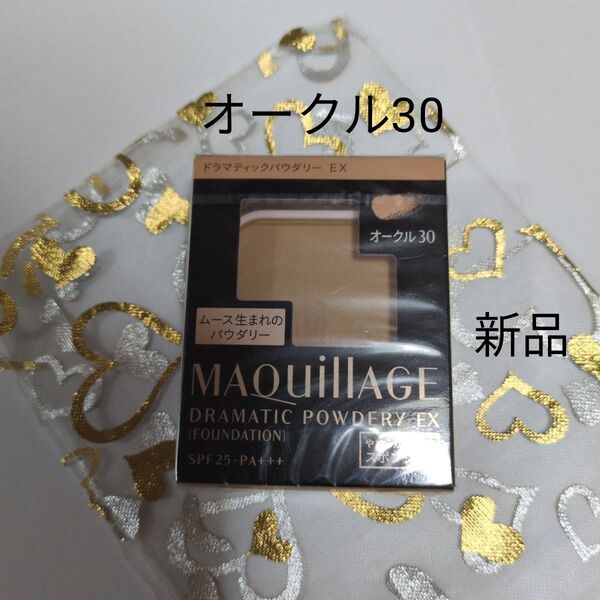 オークル30
ドラマティックパウダリー EX
オークル30
ムース生まれの
パウダリー
新品
MAQuillAGE
DRAMATIC POWDERY EX
[FOUNDATION]
SPF25・PA+++